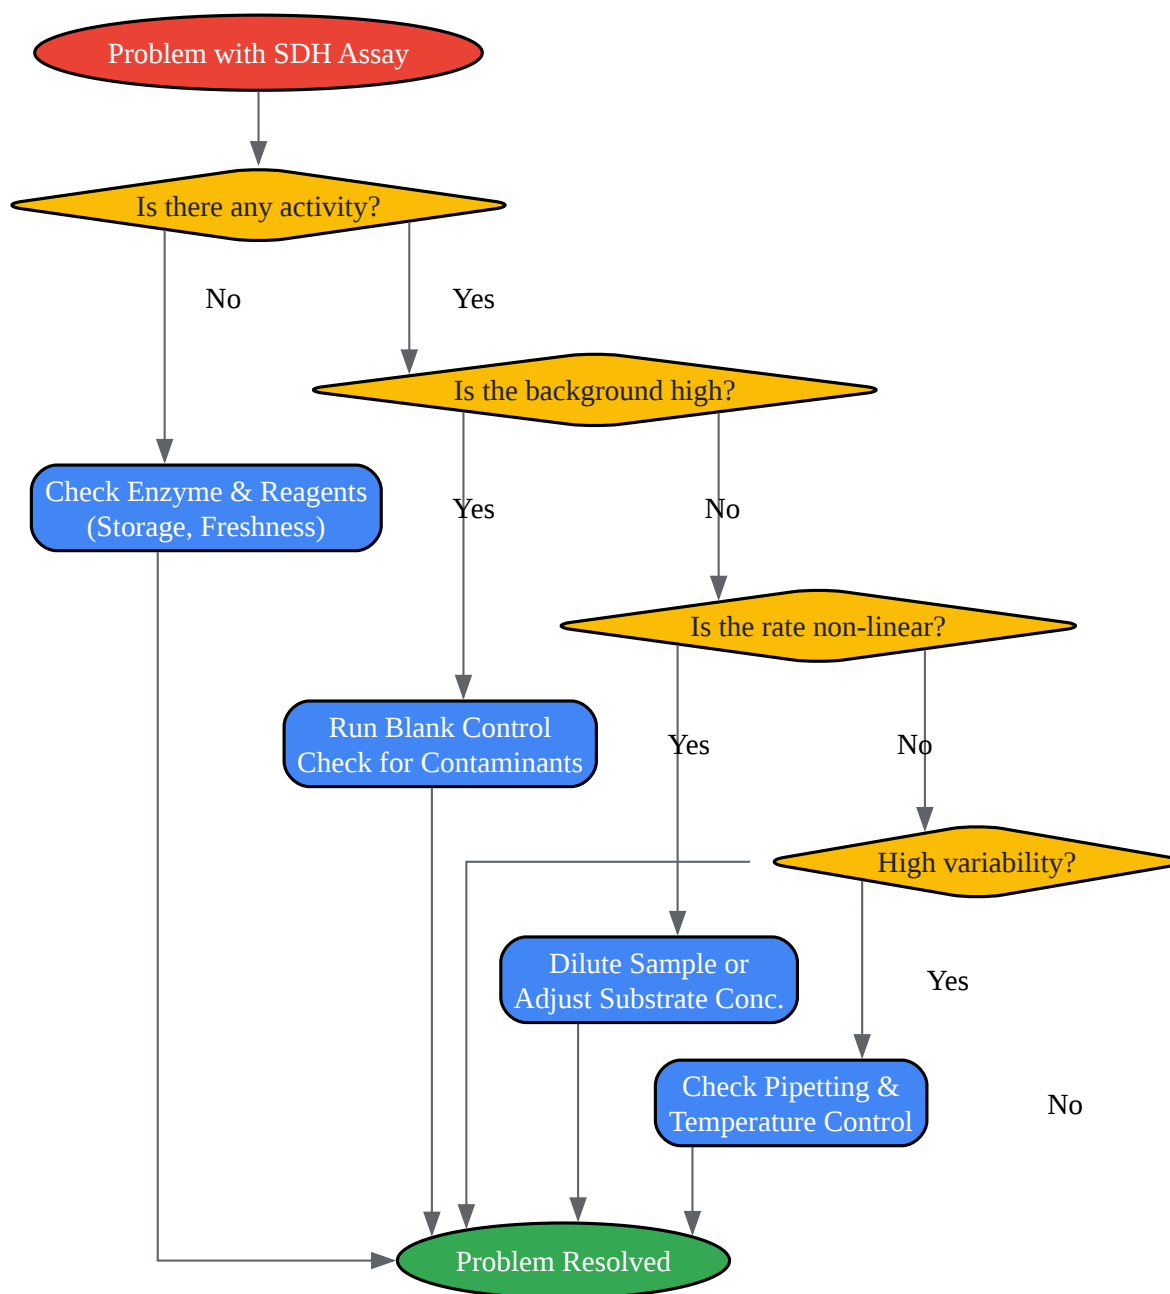 Problem with SDH Assay
Is there any activity?
No
Yes
Is the background high?
Check Enzyme & Reagents
(Storage, Freshness)
Yes
No
Is the rate non-linear?
Run Blank Control
Check for Contaminants
Yes
No
High variability?
Dilute Sample or
Adjust Substrate Conc.
Yes
Check Pipetting &
Temperature Control
No
Problem Resolved